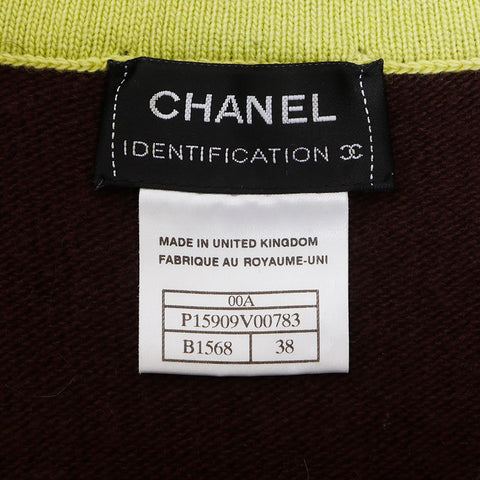 CHANEL
IDENTIFICATION
MADE IN UNITED KINGDOM
FABRIQUE AU ROYAUME-UNI
00A
P15909V00783
B1568 38